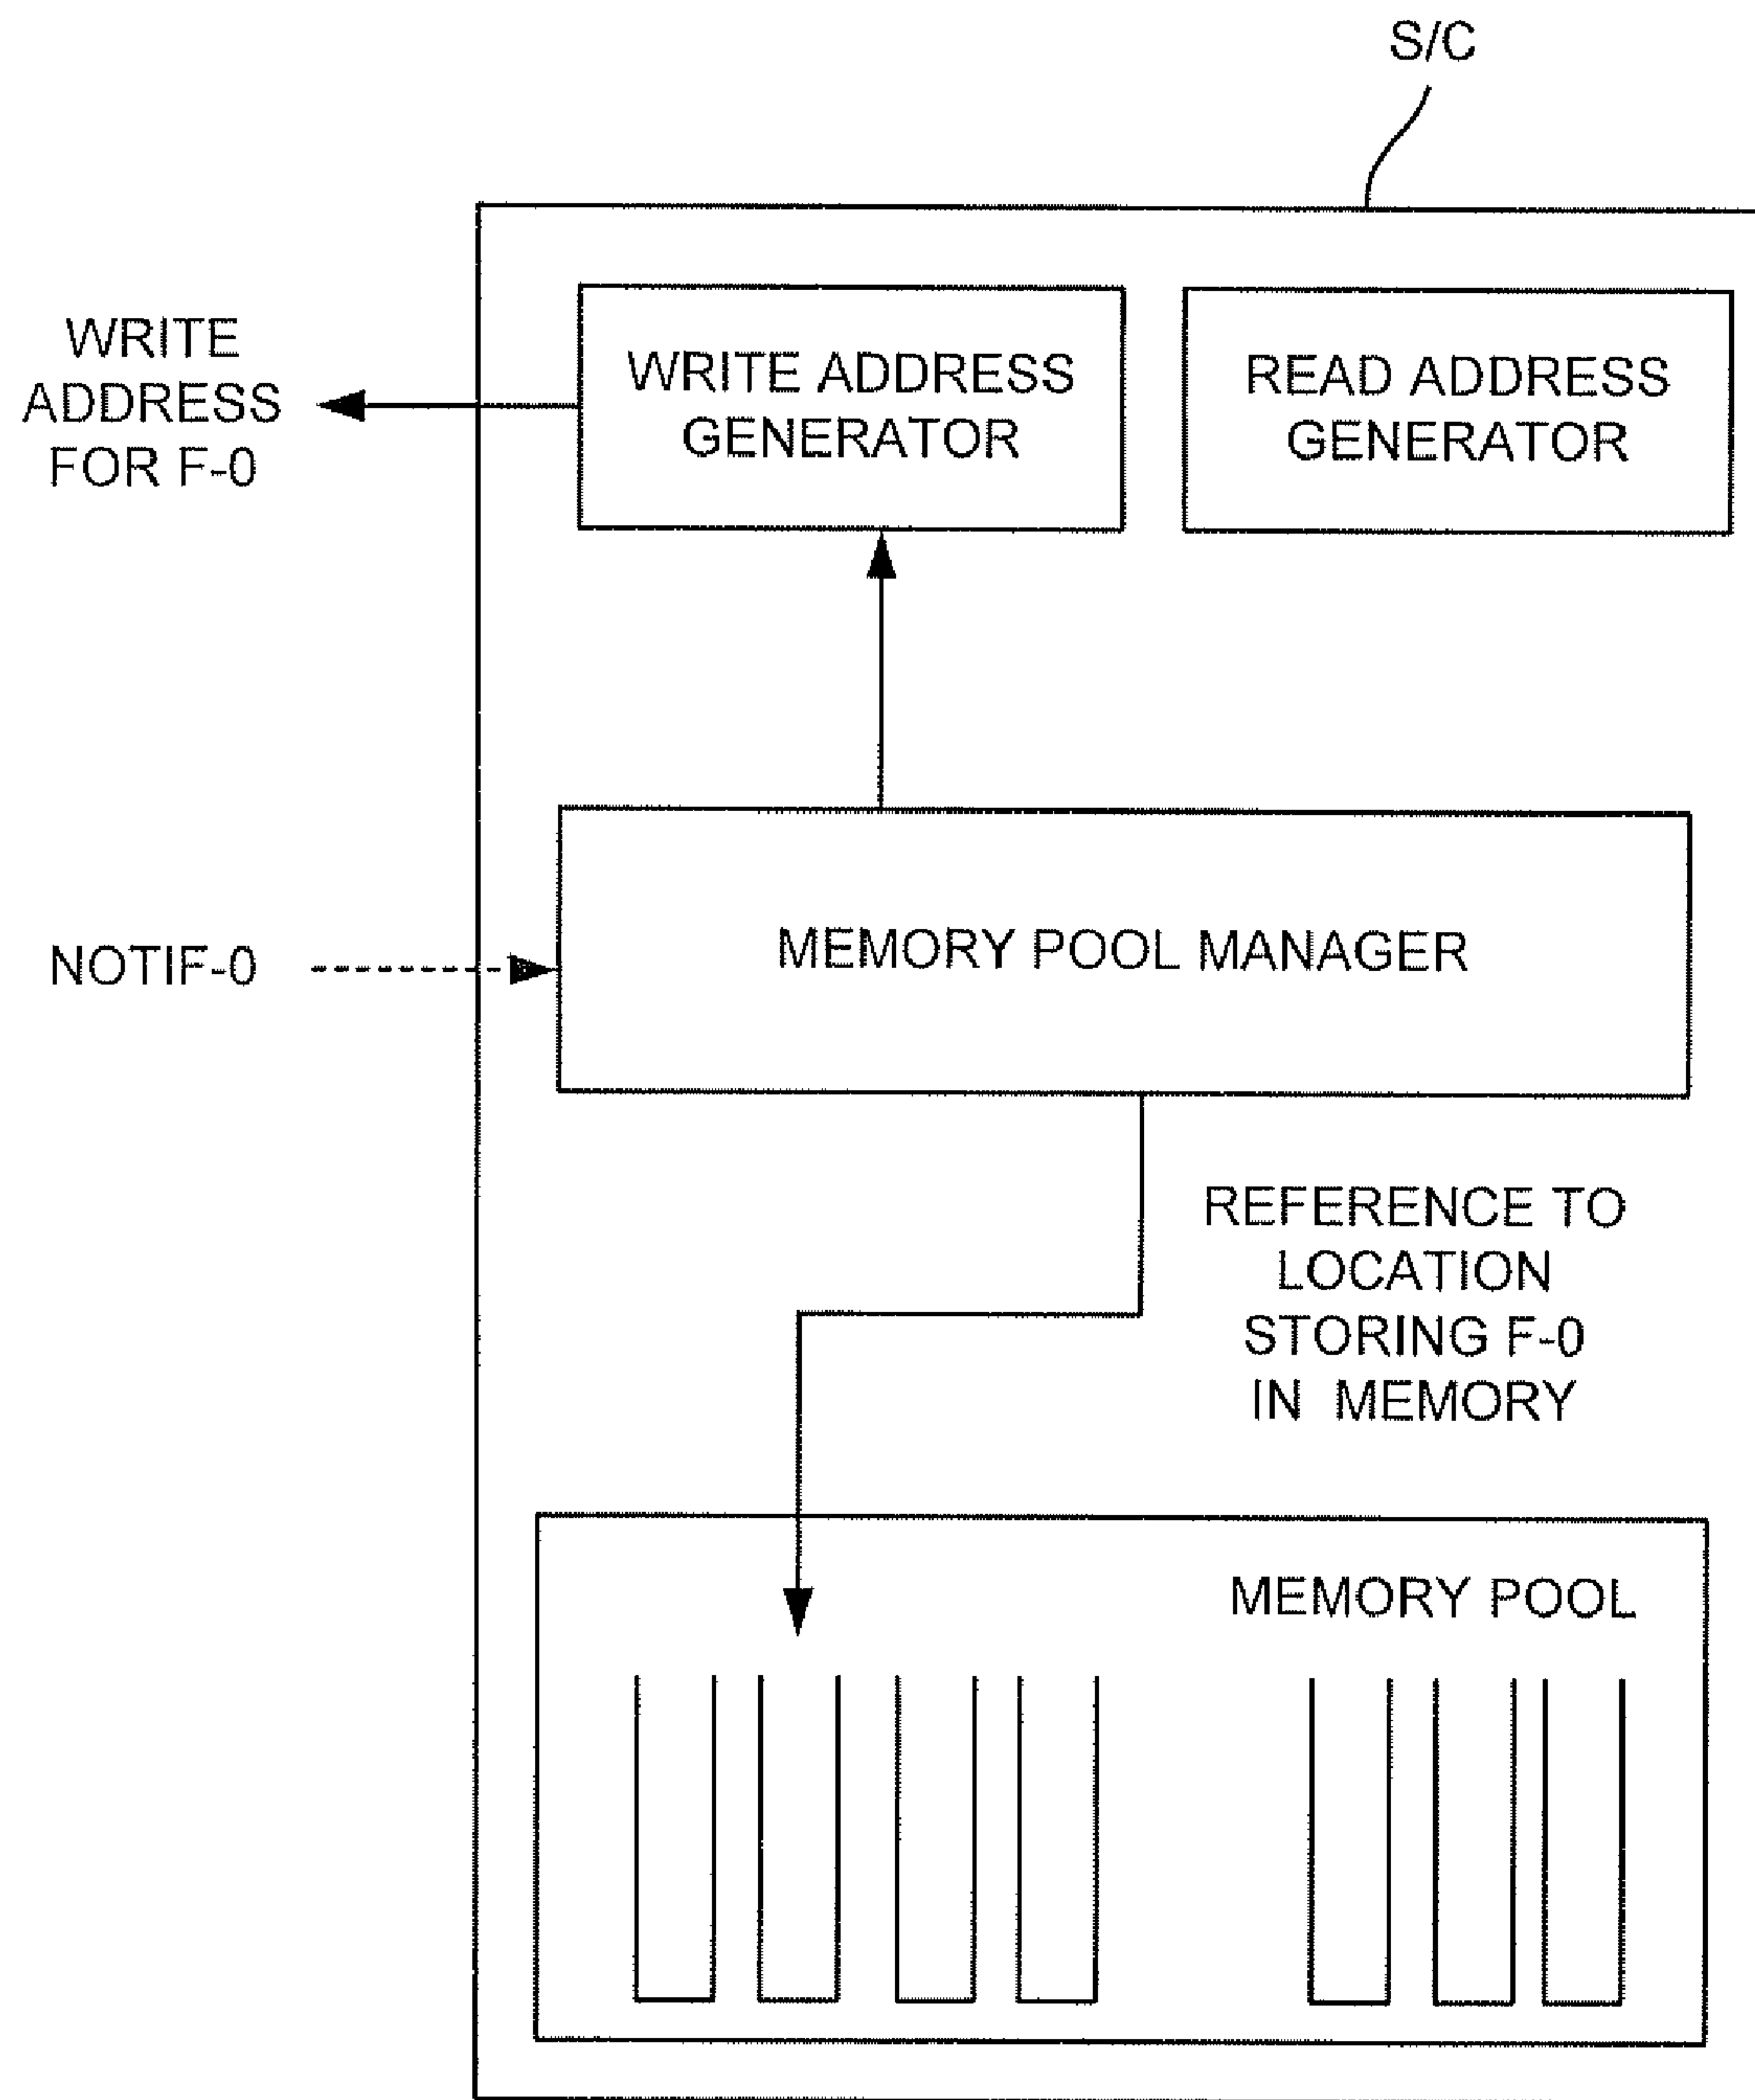 S/C
WRITE
ADDRESS
FOR F-0
WRITE ADDRESS
GENERATOR
READ ADDRESS
GENERATOR
NOTIF-0
MEMORY POOL MANAGER
REFERENCE TO
LOCATION
STORING F-0
IN MEMORY
MEMORY POOL